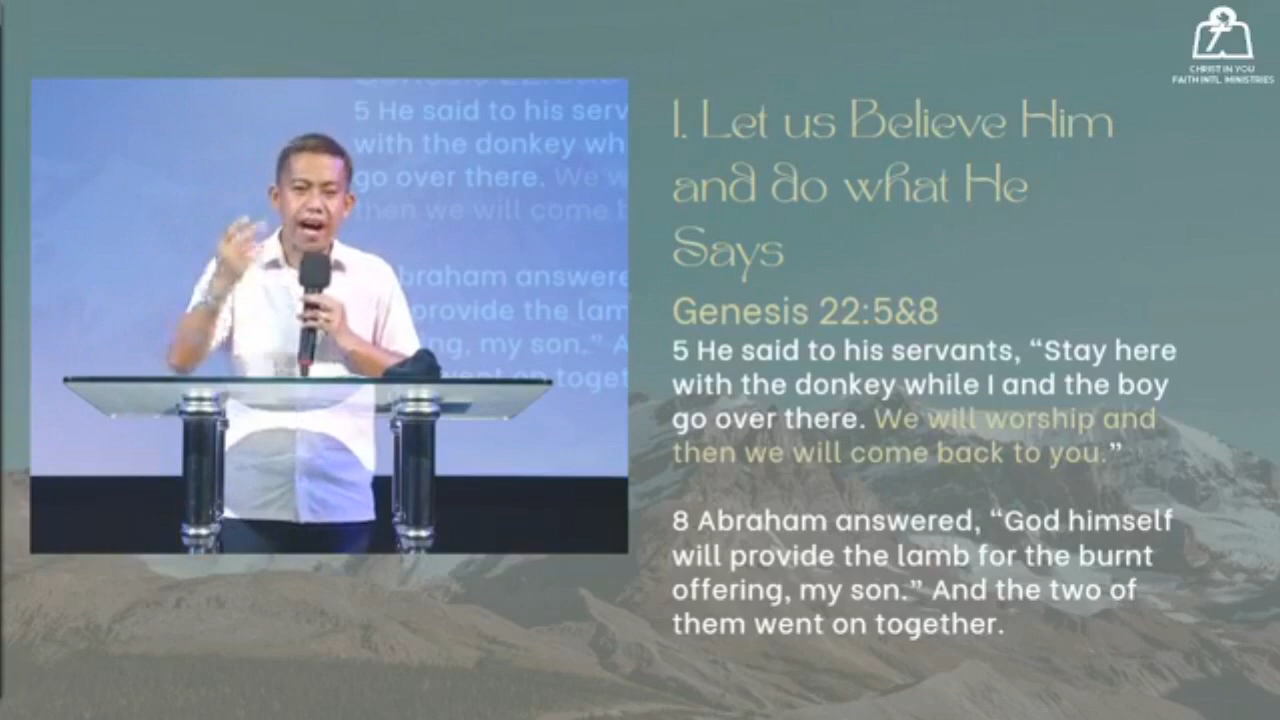 CHRIST IN YOU
FAITH INTL. MINISTRIES
5 He said to his serv
with the donkey wh
go over there. We w
then we will come b
braham answere
provide the lam
ng, my son.” A
went on toget
1. Let us Believe Him
and do what He
Says
Genesis 22:5&8
5 He said to his servants, “Stay here
with the donkey while I and the boy
go over there. We will worship and
then we will come back to you.”
8 Abraham answered, “God himself
will provide the lamb for the burnt
offering, my son.” And the two of
them went on together.